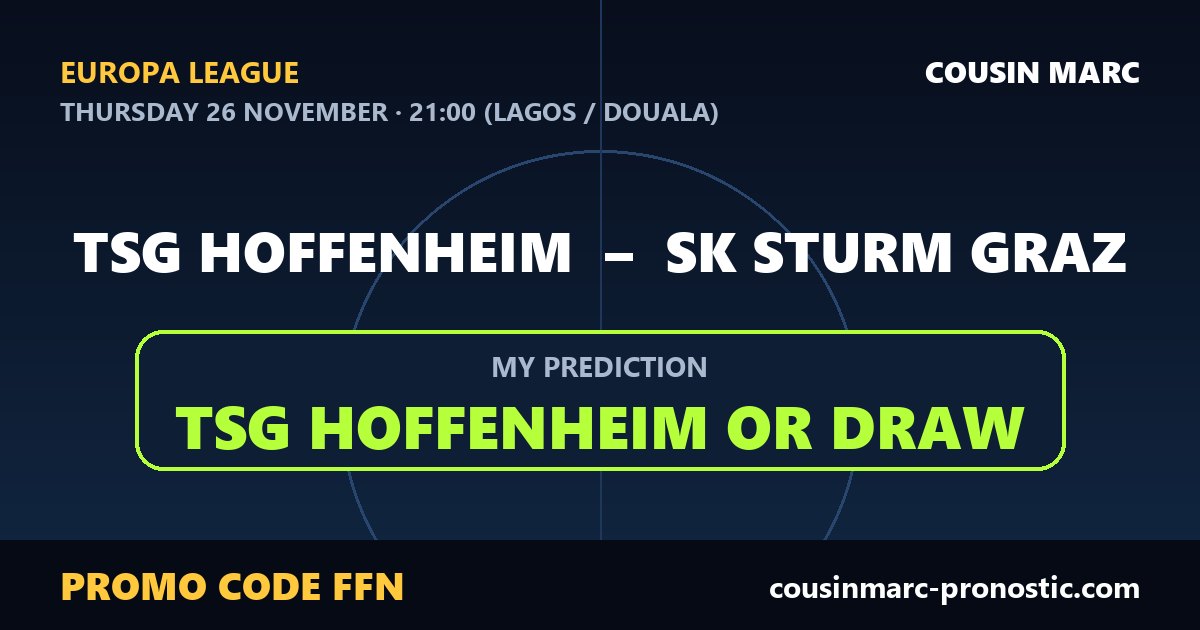 EUROPA LEAGUE
COUSIN MARC
THURSDAY 26 NOVEMBER · 21:00 (LAGOS / DOUALA)
TSG HOFFENHEIM – SK STURM GRAZ
MY PREDICTION
TSG HOFFENHEIM OR DRAW
PROMO CODE FFN
cousinmarc-pronostic.com